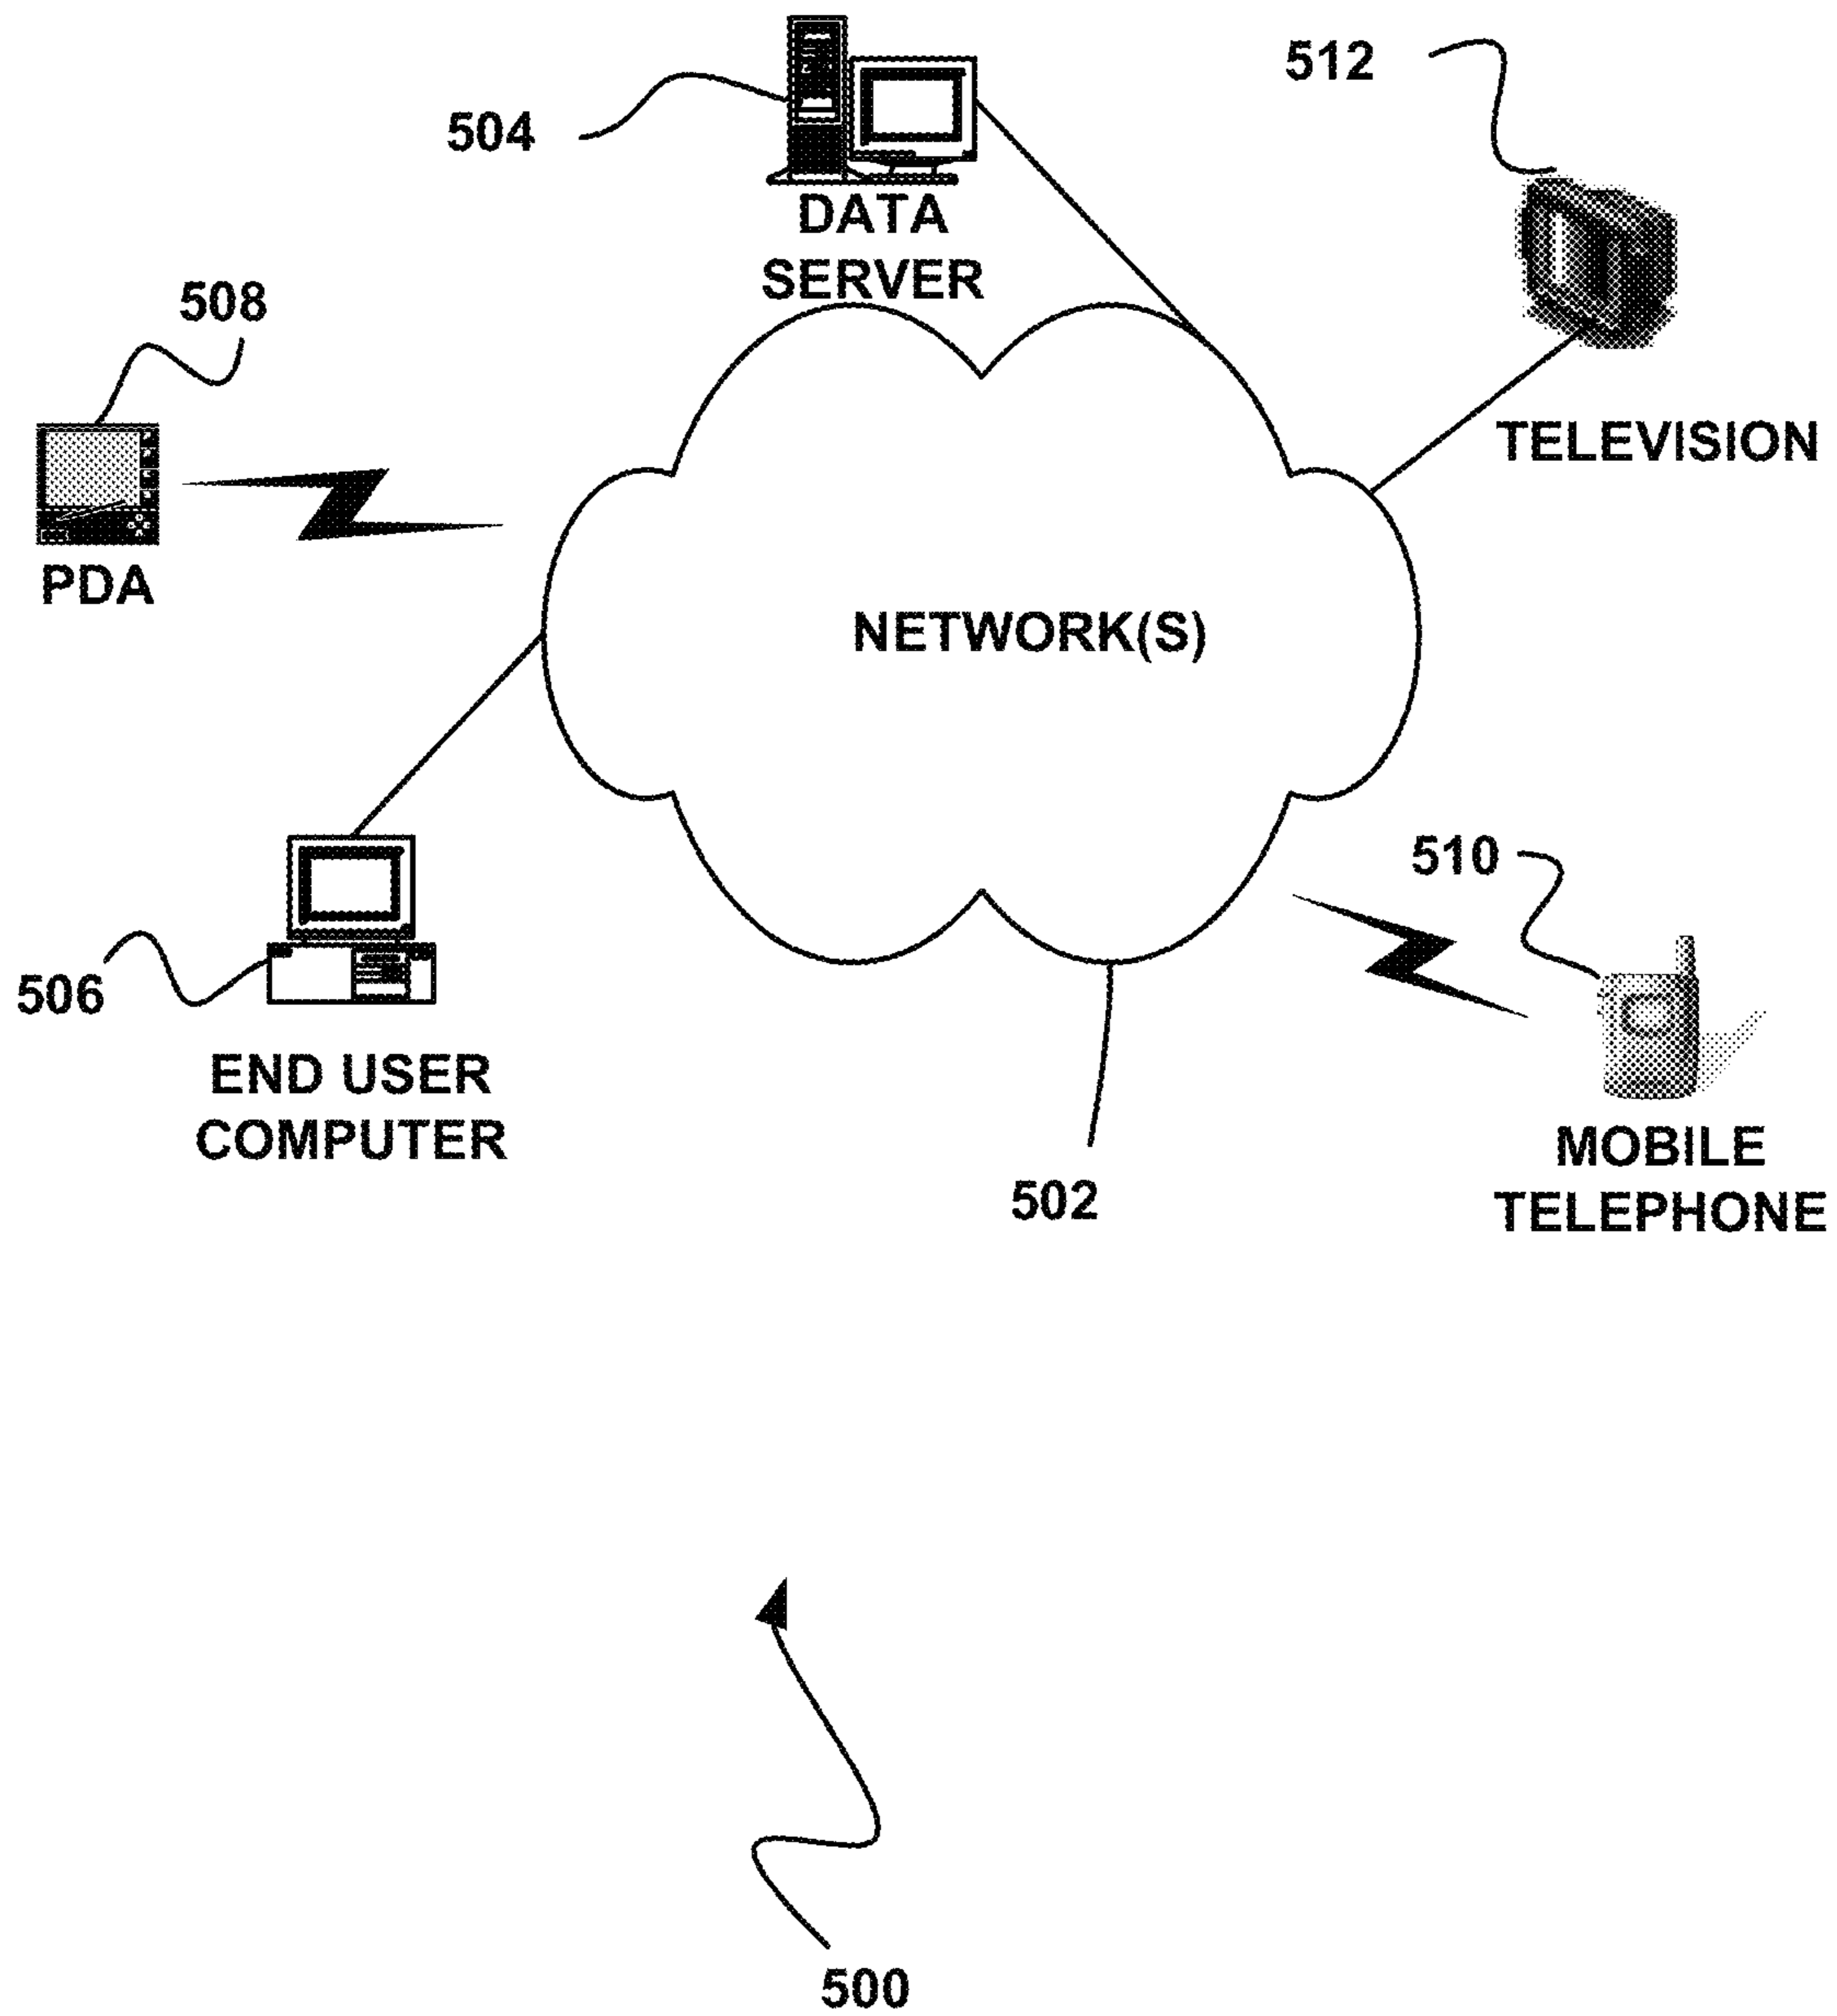 512
504
DATA
SERVER
508
TELEVISION
PDA
NETWORK(S)
510
506
END USER
COMPUTER
MOBILE
TELEPHONE
502
500